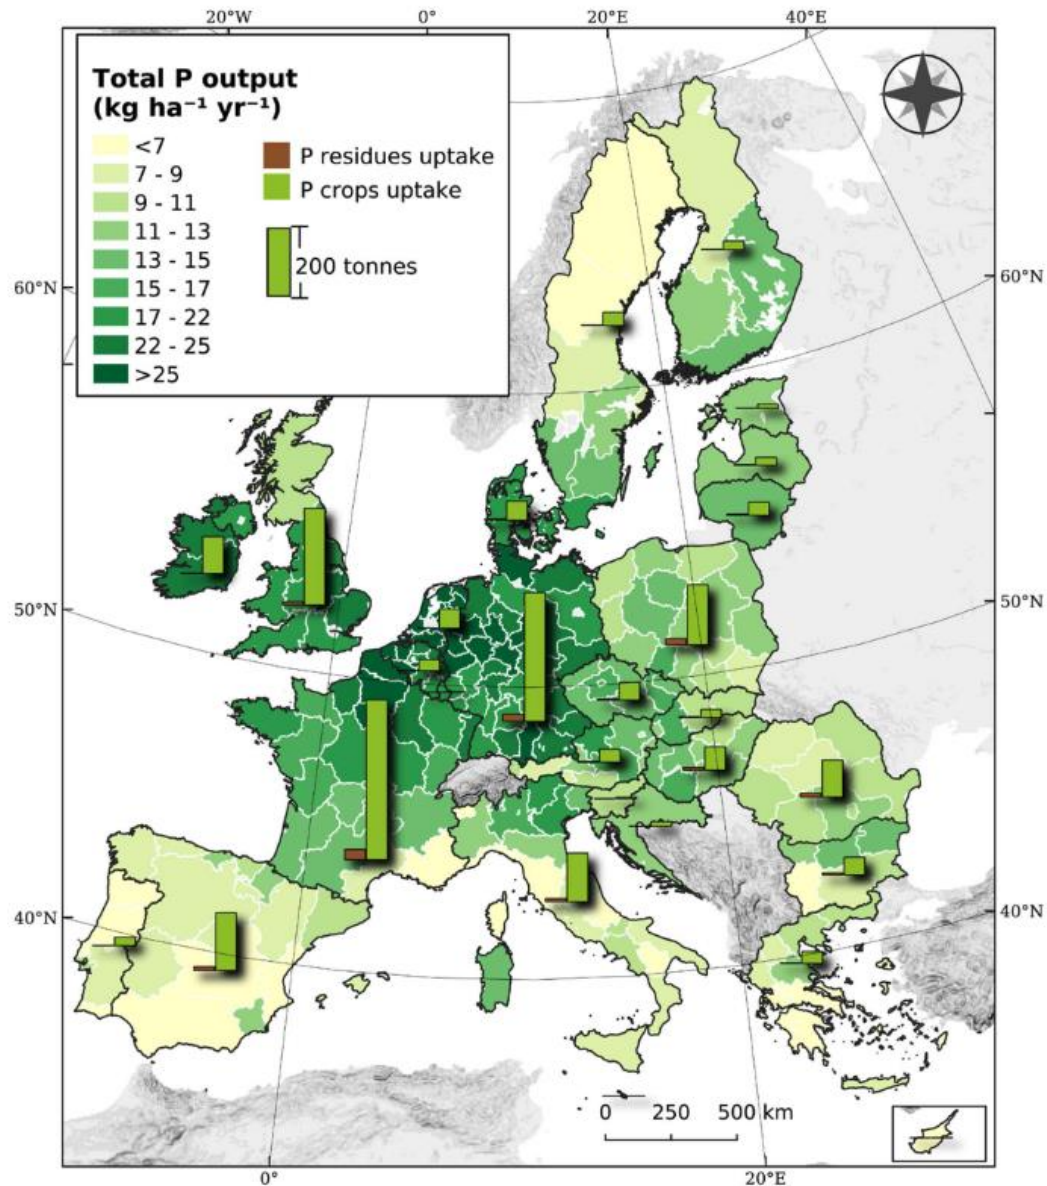 20°W 0° 20°E 40°E
Total P output
(kg ha⁻¹ yr⁻¹)
<7
7 - 9
9 - 11
11 - 13
13 - 15
15 - 17
17 - 22
22 - 25
>25
P residues uptake
P crops uptake
200 tonnes
60°N
60°N
50°N
50°N
40°N
40°N
0 250 500 km
0° 20°E